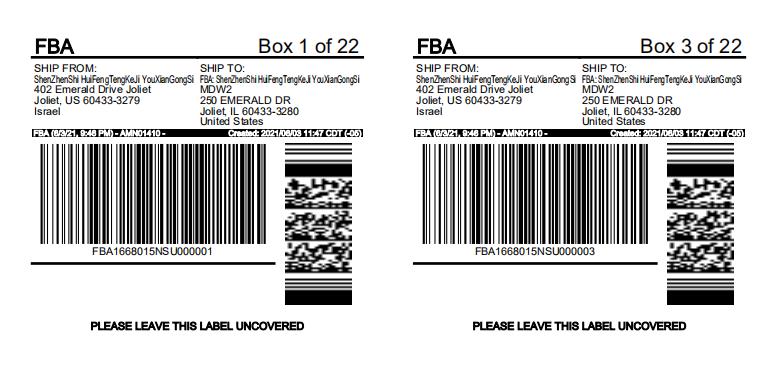 FBA
Box 1 of 22
SHIP FROM:
ShenZhenShi HuiFengTengKeJi YouXianGongSi
402 Emerald Drive Joliet
Joliet, US 60433-3279
Israel
SHIP TO:
FBA: ShenZhenShi HuiFengTengKeJi YouXianGongSi
MDW2
250 EMERALD DR
Joliet, IL 60433-3280
United States
FBA (8/3/21, 9:46 PM) - AMN01410 -
Created: 2021/08/03 11:47 CDT (-05)
FBA1668015NSU000001
PLEASE LEAVE THIS LABEL UNCOVERED
FBA
Box 3 of 22
SHIP FROM:
ShenZhenShi HuiFengTengKeJi YouXianGongSi
402 Emerald Drive Joliet
Joliet, US 60433-3279
Israel
SHIP TO:
FBA: ShenZhenShi HuiFengTengKeJi YouXianGongSi
MDW2
250 EMERALD DR
Joliet, IL 60433-3280
United States
FBA (8/3/21, 9:46 PM) - AMN01410 -
Created: 2021/08/03 11:47 CDT (-05)
FBA1668015NSU000003
PLEASE LEAVE THIS LABEL UNCOVERED